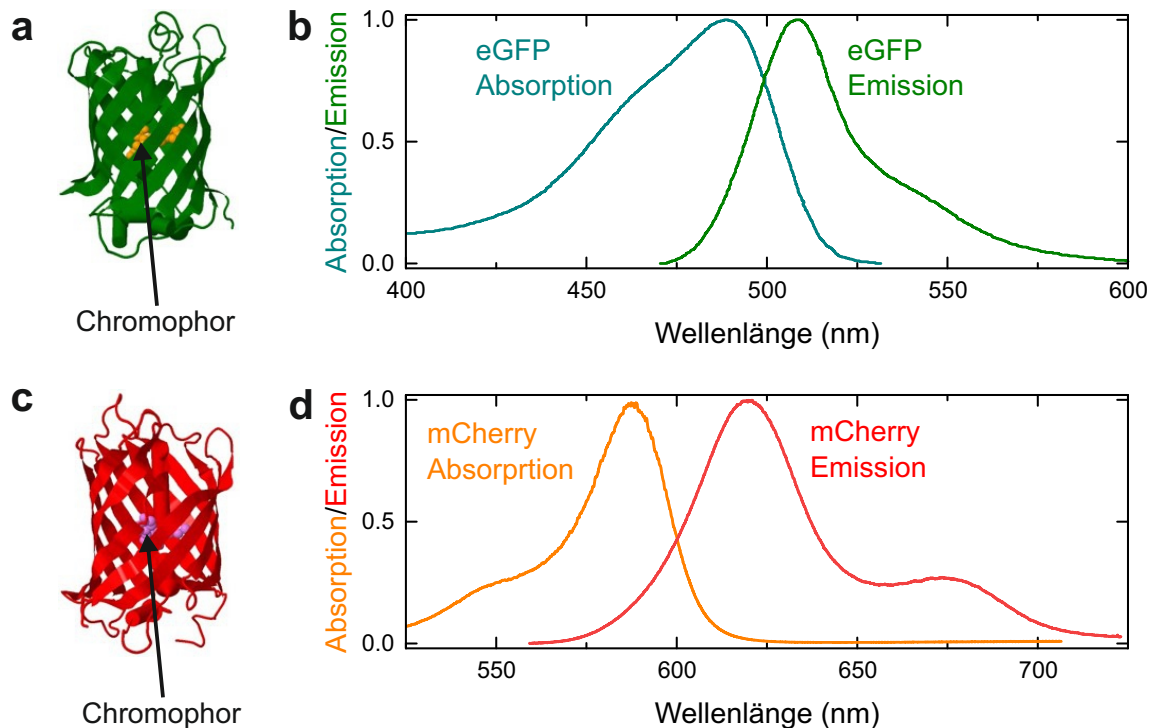 a
Chromophor
b
Absorption/Emission
1.0
0.5
0.0
eGFP
Absorption
eGFP
Emission
400
450
500
550
600
Wellenlänge (nm)
c
Chromophor
d
Absorption/Emission
1.0
0.5
0.0
mCherry
Absorprtion
mCherry
Emission
550
600
650
700
Wellenlänge (nm)